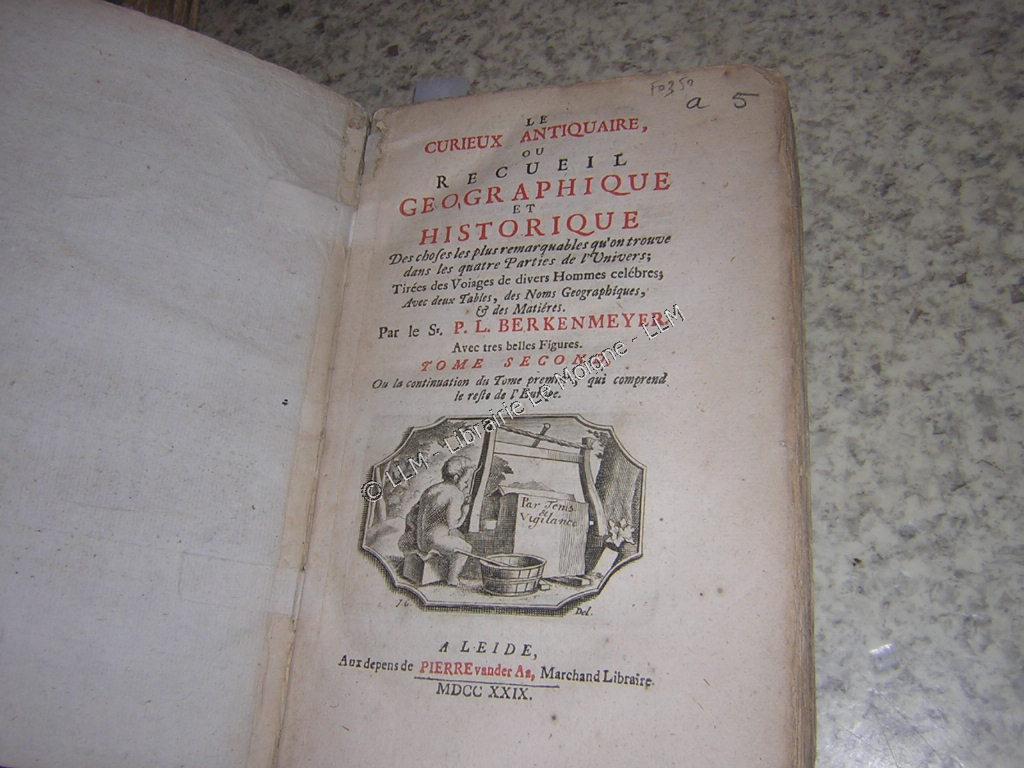 a 5
LE
CURIEUX ANTIQUAIRE,
OU
RECUEIL
GEOGRAPHIQUE
ET
HISTORIQUE
Des choses les plus remarquables qu'on trouve
dans les quatre Parties de l'Univers;
Tirées des Voiages de divers Hommes celébres;
Avec deux Tables, des Noms Geographiques,
& des Matiéres.
Par le Sr. P. L. BERKENMEYER
Avec tres belles Figures.
TOME SECOND
Ou la continuation du Tome premier qui comprend
le reste de l'Europe.
© LLM - Librairie Le Moigne - LLM
Par Tems
et
Vigilance
Del.
A LEIDE,
Aux depens de PIERRE vander Aa, Marchand Libraire.
MDCC XXIX.